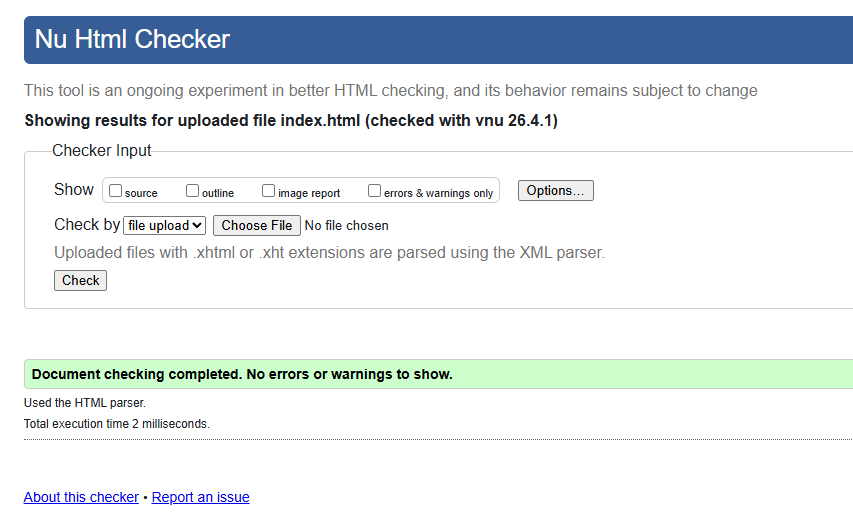 Nu Html Checker
This tool is an ongoing experiment in better HTML checking, and its behavior remains subject to change
Showing results for uploaded file index.html (checked with vnu 26.4.1)
Checker Input
Show source outline image report errors & warnings only Options...
Check by file upload Choose File No file chosen
Uploaded files with .xhtml or .xht extensions are parsed using the XML parser.
Check
Document checking completed. No errors or warnings to show.
Used the HTML parser.
Total execution time 2 milliseconds.
About this checker • Report an issue